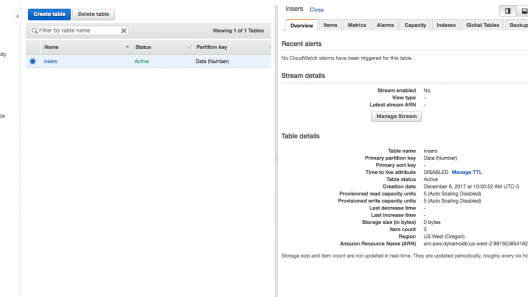 Create table
Delete table
Filter by table name
Viewing 1 of 1 Tables
Name
Status
Partition key
insers
Active
Data (Number)
insers Close
Overview
Items
Metrics
Alarms
Capacity
Indexes
Global Tables
Backup
Recent alerts
No CloudWatch alarms have been triggered for this table.
Stream details
Stream enabled No
View type -
Latest stream ARN -
Manage Stream
Table details
Table name insers
Primary partition key Data (Number)
Primary sort key -
Time to live attribute DISABLED Manage TTL
Table status Active
Creation date December 6, 2017 at 10:00:52 AM UTC-3
Provisioned read capacity units 5 (Auto Scaling Disabled)
Provisioned write capacity units 5 (Auto Scaling Disabled)
Last decrease time -
Last increase time -
Storage size (in bytes) 0 bytes
Item count 0
Region US West (Oregon)
Amazon Resource Name (ARN) arn:aws:dynamodb:us-west-2:881653854182
Storage size and item count are not updated in real-time. They are updated periodically, roughly every six ho